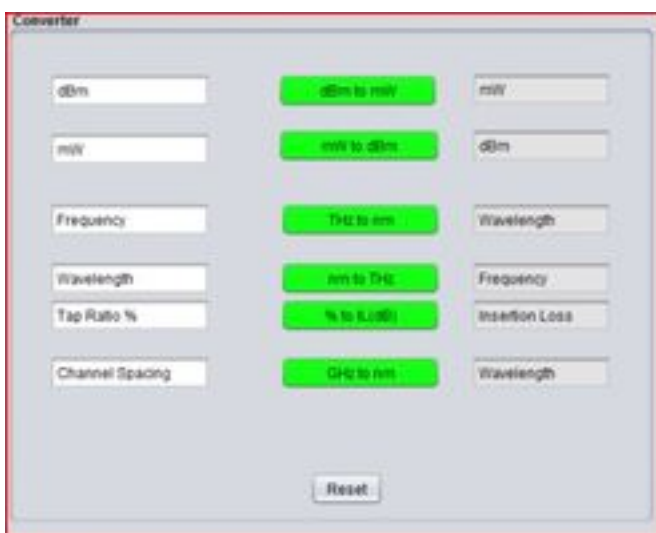 Converter
dBm dBm to mW mW
mW mW to dBm dBm
Frequency THz to nm Wavelength
Wavelength nm to THz Frequency
Tap Ratio % % to IL(dB) Insertion Loss
Channel Spacing GHz to nm Wavelength
Reset